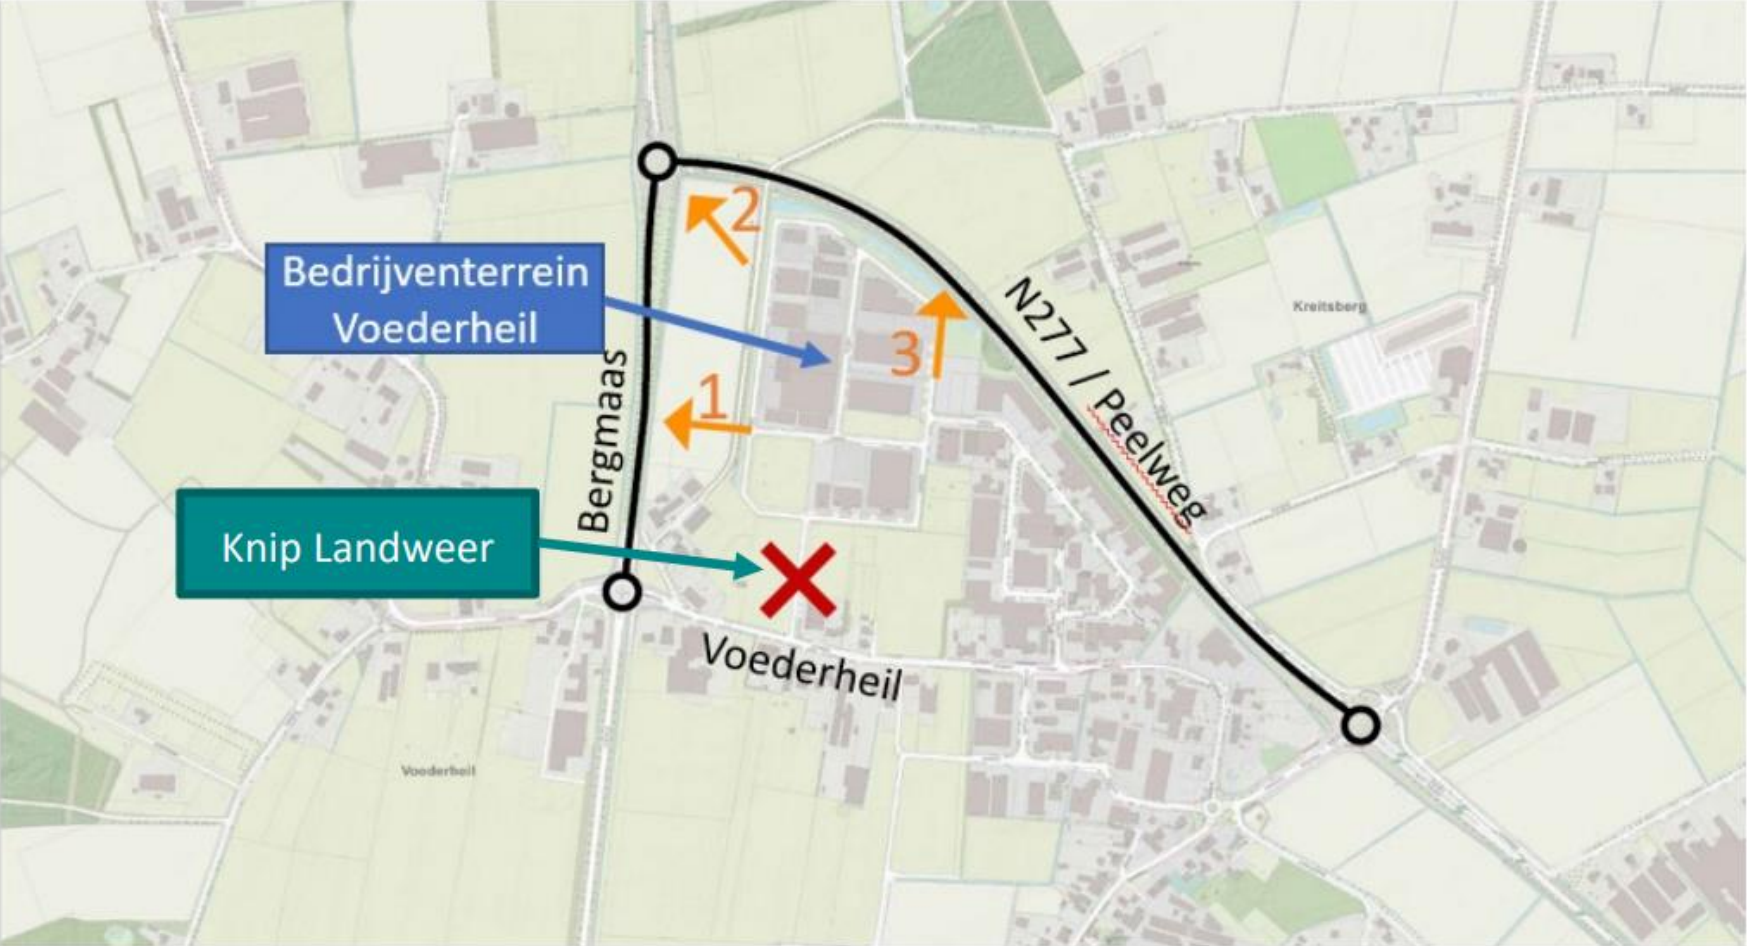 2
Bedrijventerrein
Voederheil
N277 / Peelweg
Kreitsberg
3
1
Bergmaas
Knip Landweer
Voederheil
Voederheil